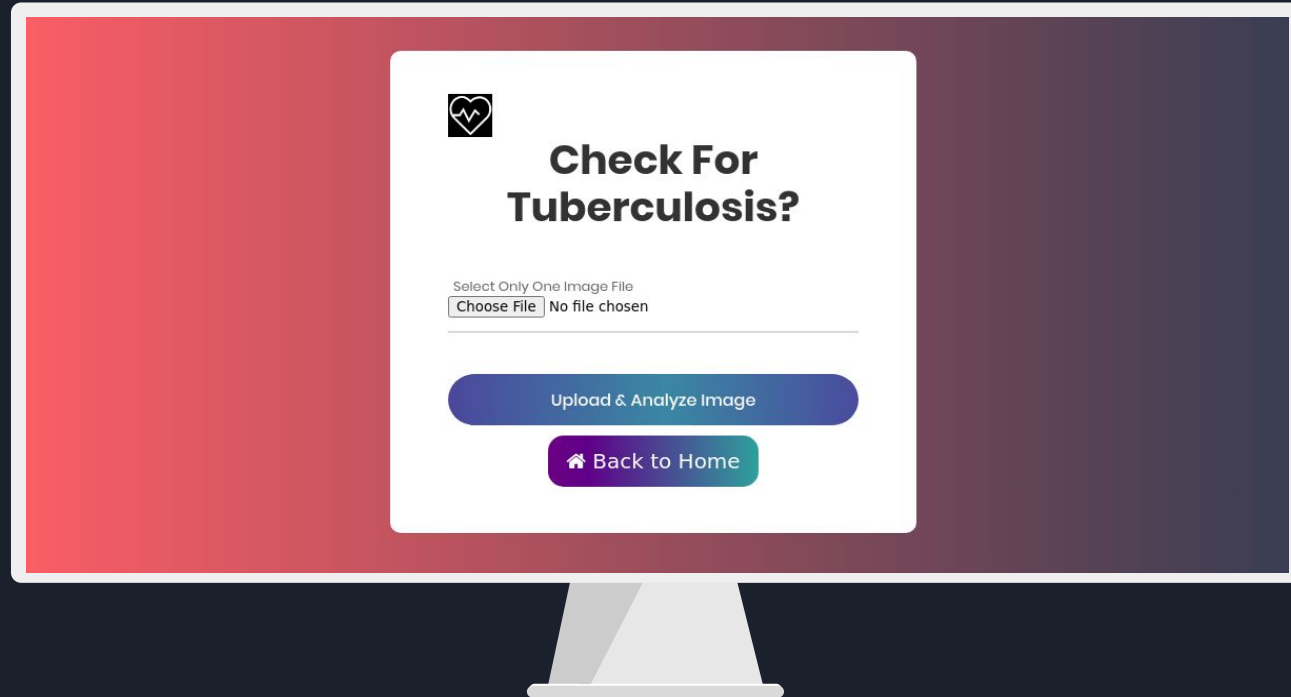 Check For
Tuberculosis?
Select Only One Image File
Choose File No file chosen
Upload & Analyze Image
Back to Home